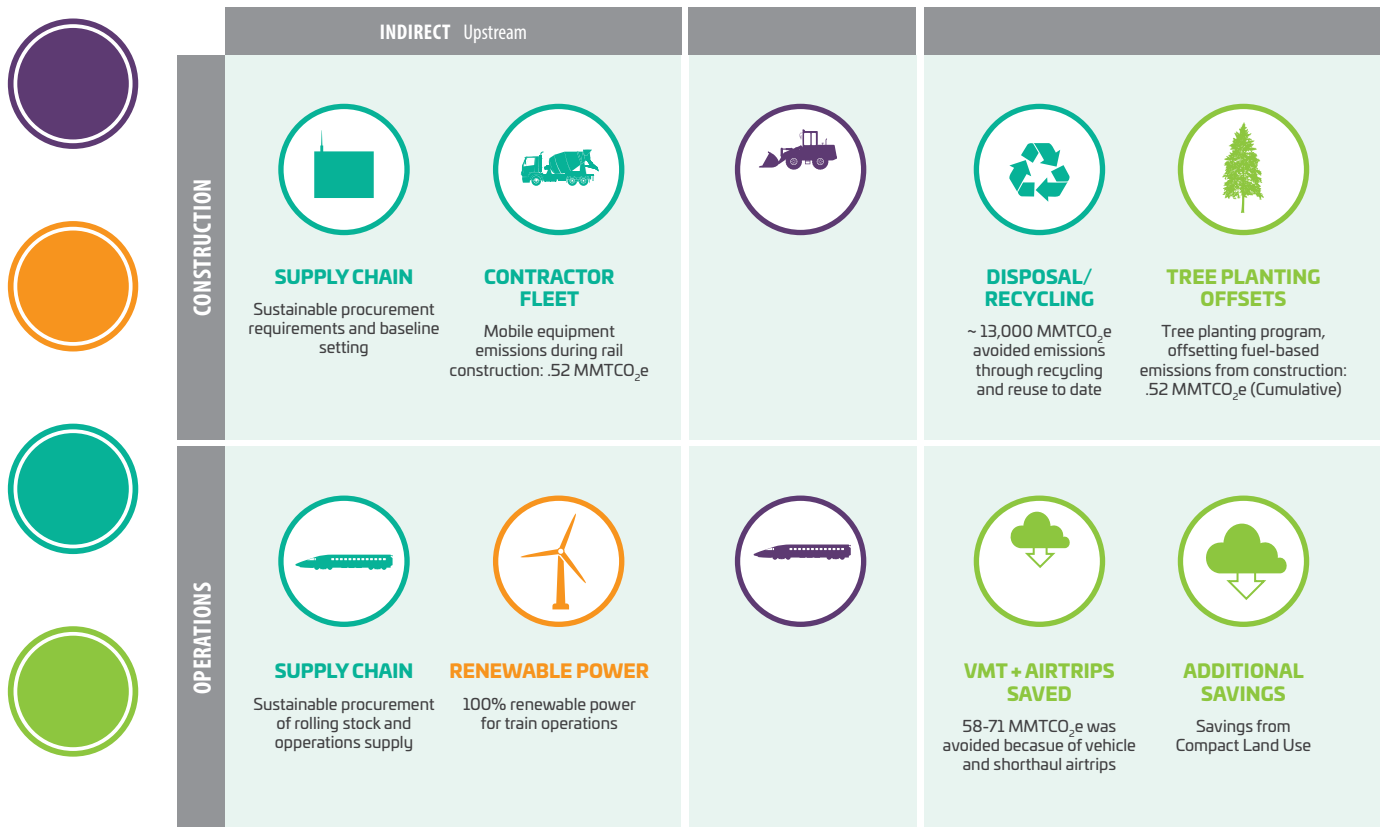 INDIRECT Upstream
CONSTRUCTION
SUPPLY CHAIN
Sustainable procurement
requirements and baseline
setting
CONTRACTOR
FLEET
Mobile equipment
emissions during rail
construction: .52 MMTCO₂e
DISPOSAL/
RECYCLING
~ 13,000 MMTCO₂e
avoided emissions
through recycling
and reuse to date
TREE PLANTING
OFFSETS
Tree planting program,
offsetting fuel-based
emissions from construction:
.52 MMTCO₂e (Cumulative)
OPERATIONS
SUPPLY CHAIN
Sustainable procurement
of rolling stock and
opperations supply
RENEWABLE POWER
100% renewable power
for train operations
VMT + AIRTRIPS
SAVED
58-71 MMTCO₂e was
avoided becasue of vehicle
and shorthaul airtrips
ADDITIONAL
SAVINGS
Savings from
Compact Land Use